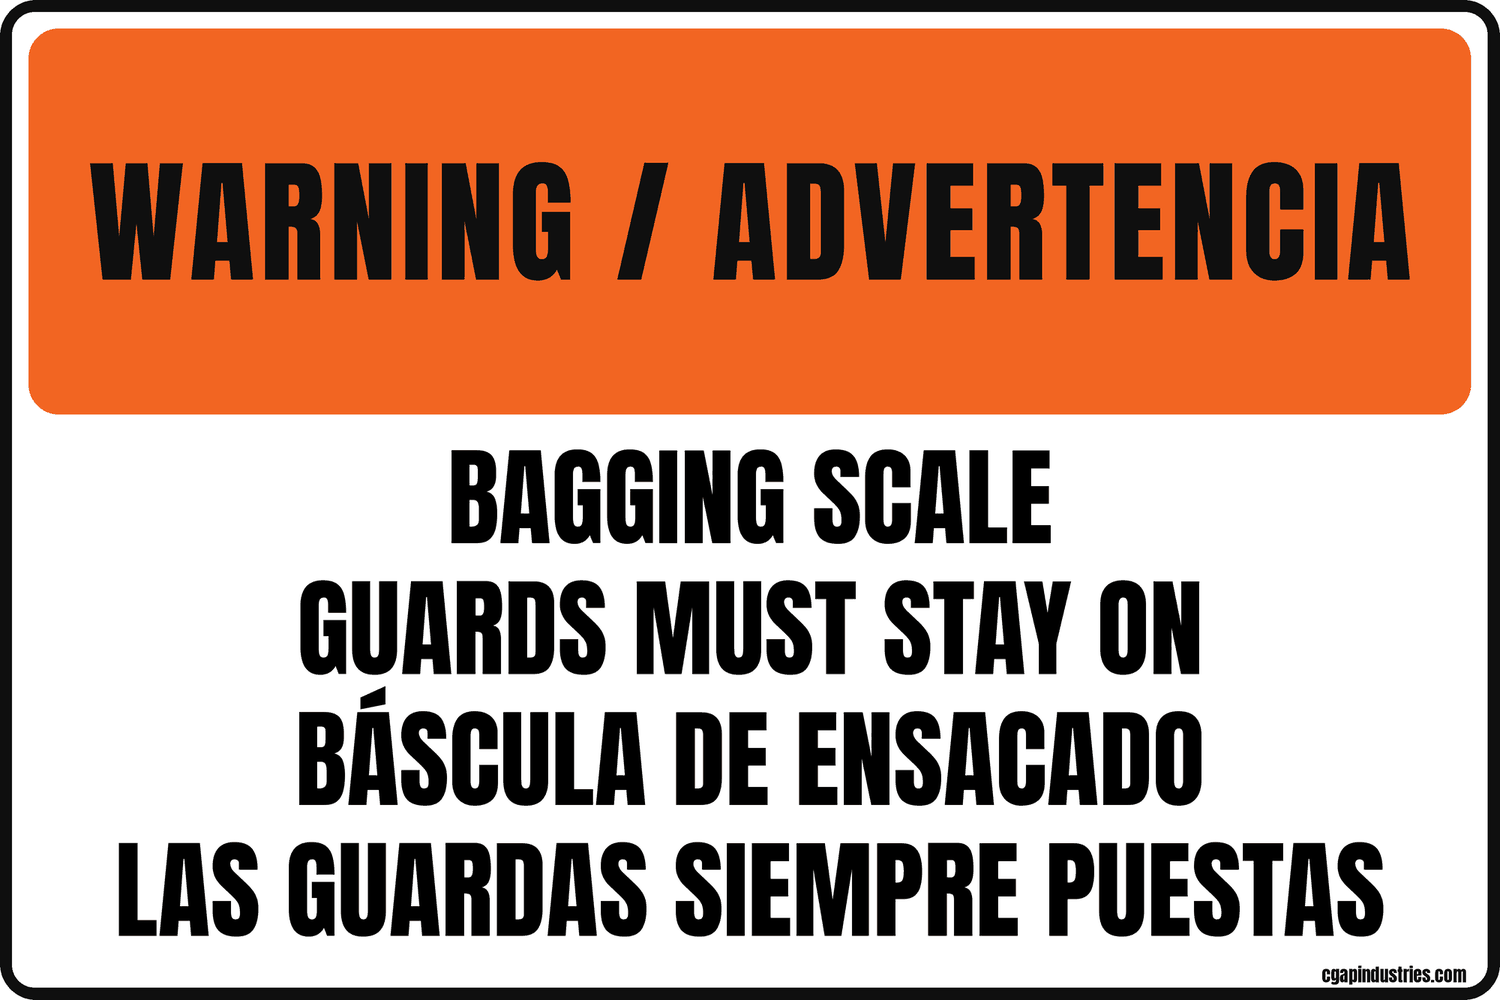 WARNING / ADVERTENCIA
BAGGING SCALE
GUARDS MUST STAY ON
BÁSCULA DE ENSACADO
LAS GUARDAS SIEMPRE PUESTAS
cgapindustries.com